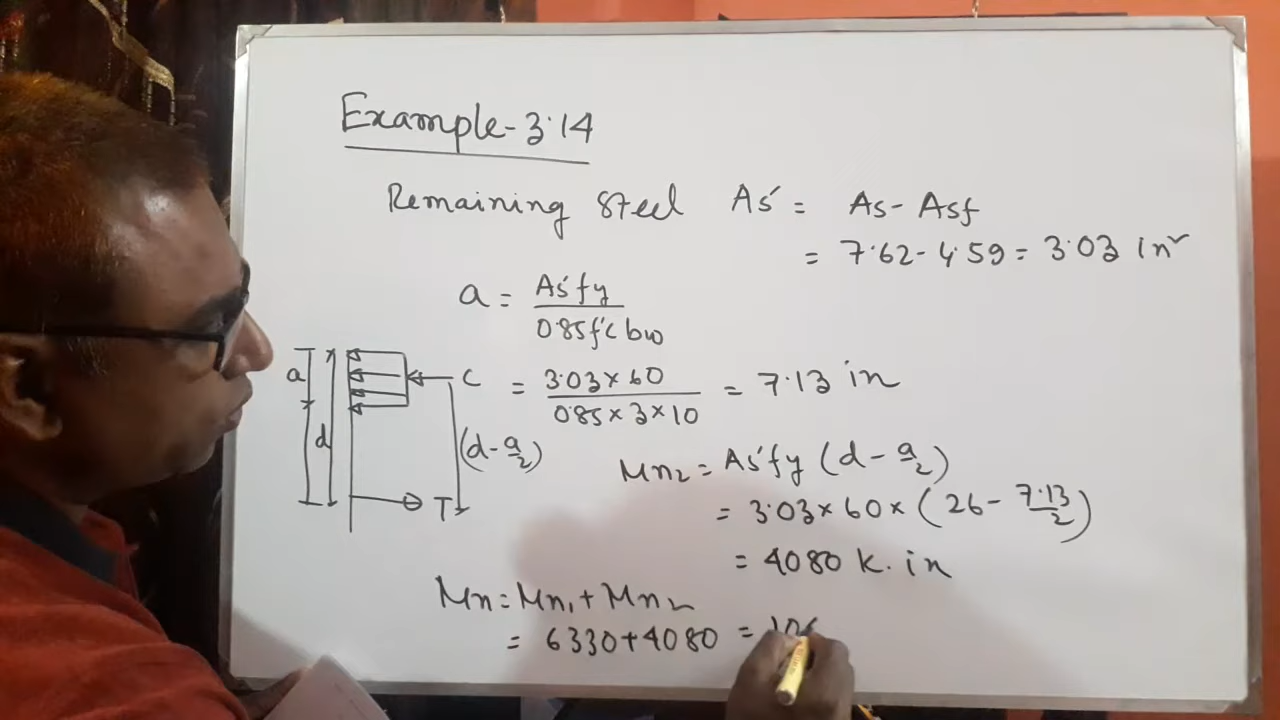 Example-3.14
Remaining steel As' = As - Asf
= 7.62 - 4.59 = 3.03 in²
a = As'fy / 0.85f'c bw
= 3.03 × 60 / 0.85 × 3 × 10 = 7.13 in
a
d
C
(d - a/2)
T
Mn₂ = As'fy (d - a/2)
= 3.03 × 60 × (26 - 7.13/2)
= 4080 k. in
Mn = Mn₁ + Mn₂
= 6330 + 4080 =